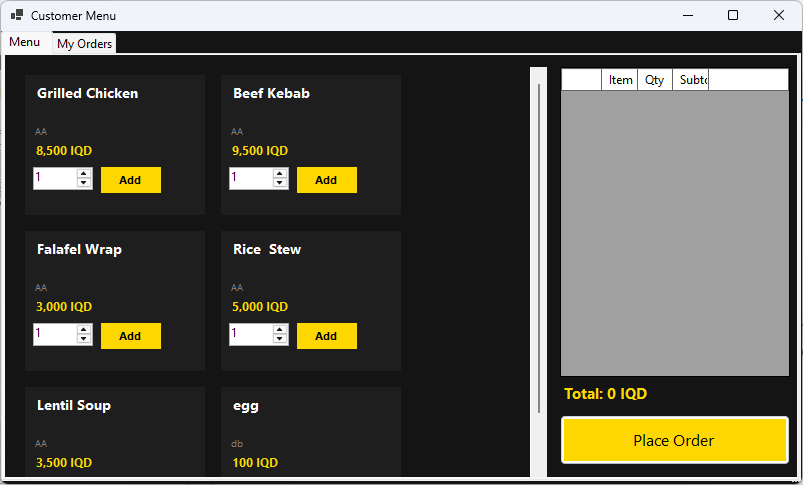 Customer Menu
Menu
My Orders
Grilled Chicken
AA
8,500 IQD
1
Add
Beef Kebab
AA
9,500 IQD
1
Add
Falafel Wrap
AA
3,000 IQD
1
Add
Rice  Stew
AA
5,000 IQD
1
Add
Lentil Soup
AA
3,500 IQD
egg
db
100 IQD
Item Qty Subto
Total: 0 IQD
Place Order